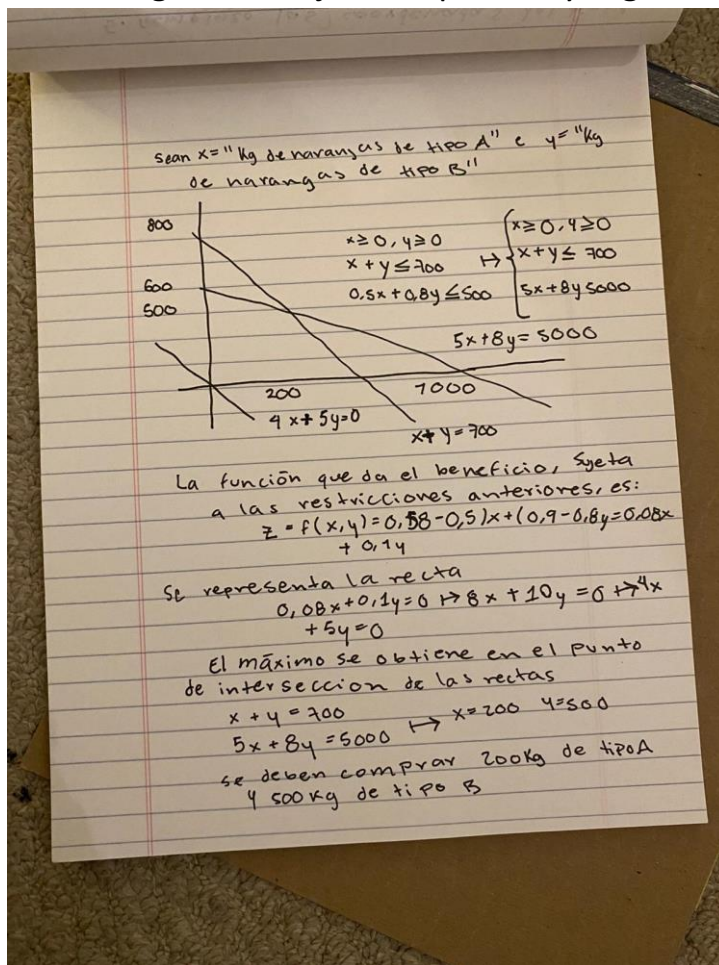 sean x="Kg de naranjas de tipo A" e y="Kg
de narangas de tipo B"
800
600
500
x≥0, y≥0
x+y≤700
0.5x+0,8y≤500
↦
x≥0, y≥0
x+y≤ 700
5x+8y 5000
5x+8y= 5000
200
7000
4x+5y=0
x+y=700
La función que da el beneficio, Sujeta
a las restricciones anteriores, es:
z = f(x,y)=0,58-0,5)x+(0,9-0,8y=0.08x
+ 0,1y
Se representa la recta
0,08x+0,1y=0 ↦ 8x + 10y = 0 ↦ 4x
+5y=0
El máximo se obtiene en el punto
de interseccion de las rectas
x + y = 700
5x + 8y = 5000 ↦ x=200 y=500
se deben comprar 200Kg de tipo A
y 500 kg de tipo B